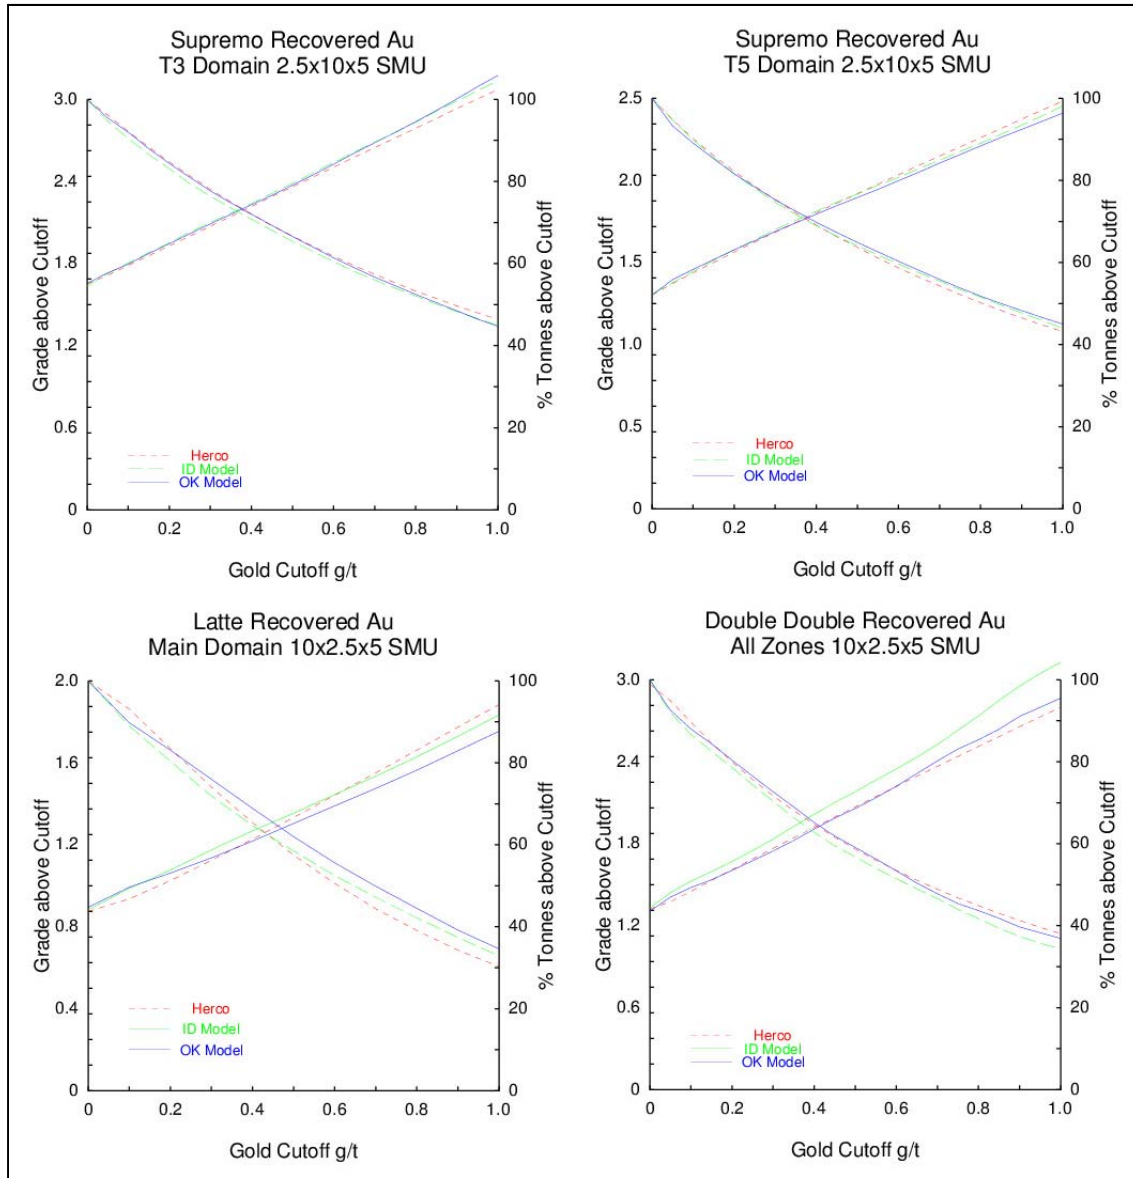 Supremo Recovered Au
T3 Domain 2.5x10x5 SMU
3.0
2.4
1.8
1.2
0.6
0
Grade above Cutoff
100
80
60
40
20
0
% Tonnes above Cutoff
Herco
ID Model
OK Model
0 0.2 0.4 0.6 0.8 1.0
Gold Cutoff g/t
Supremo Recovered Au
T5 Domain 2.5x10x5 SMU
2.5
2.0
1.5
1.0
0.5
0
Grade above Cutoff
100
80
60
40
20
0
% Tonnes above Cutoff
Herco
ID Model
OK Model
0 0.2 0.4 0.6 0.8 1.0
Gold Cutoff g/t
Latte Recovered Au
Main Domain 10x2.5x5 SMU
2.0
1.6
1.2
0.8
0.4
0
Grade above Cutoff
100
80
60
40
20
0
% Tonnes above Cutoff
Herco
ID Model
OK Model
0 0.2 0.4 0.6 0.8 1.0
Gold Cutoff g/t
Double Double Recovered Au
All Zones 10x2.5x5 SMU
3.0
2.4
1.8
1.2
0.6
0
Grade above Cutoff
100
80
60
40
20
0
% Tonnes above Cutoff
Herco
ID Model
OK Model
0 0.2 0.4 0.6 0.8 1.0
Gold Cutoff g/t